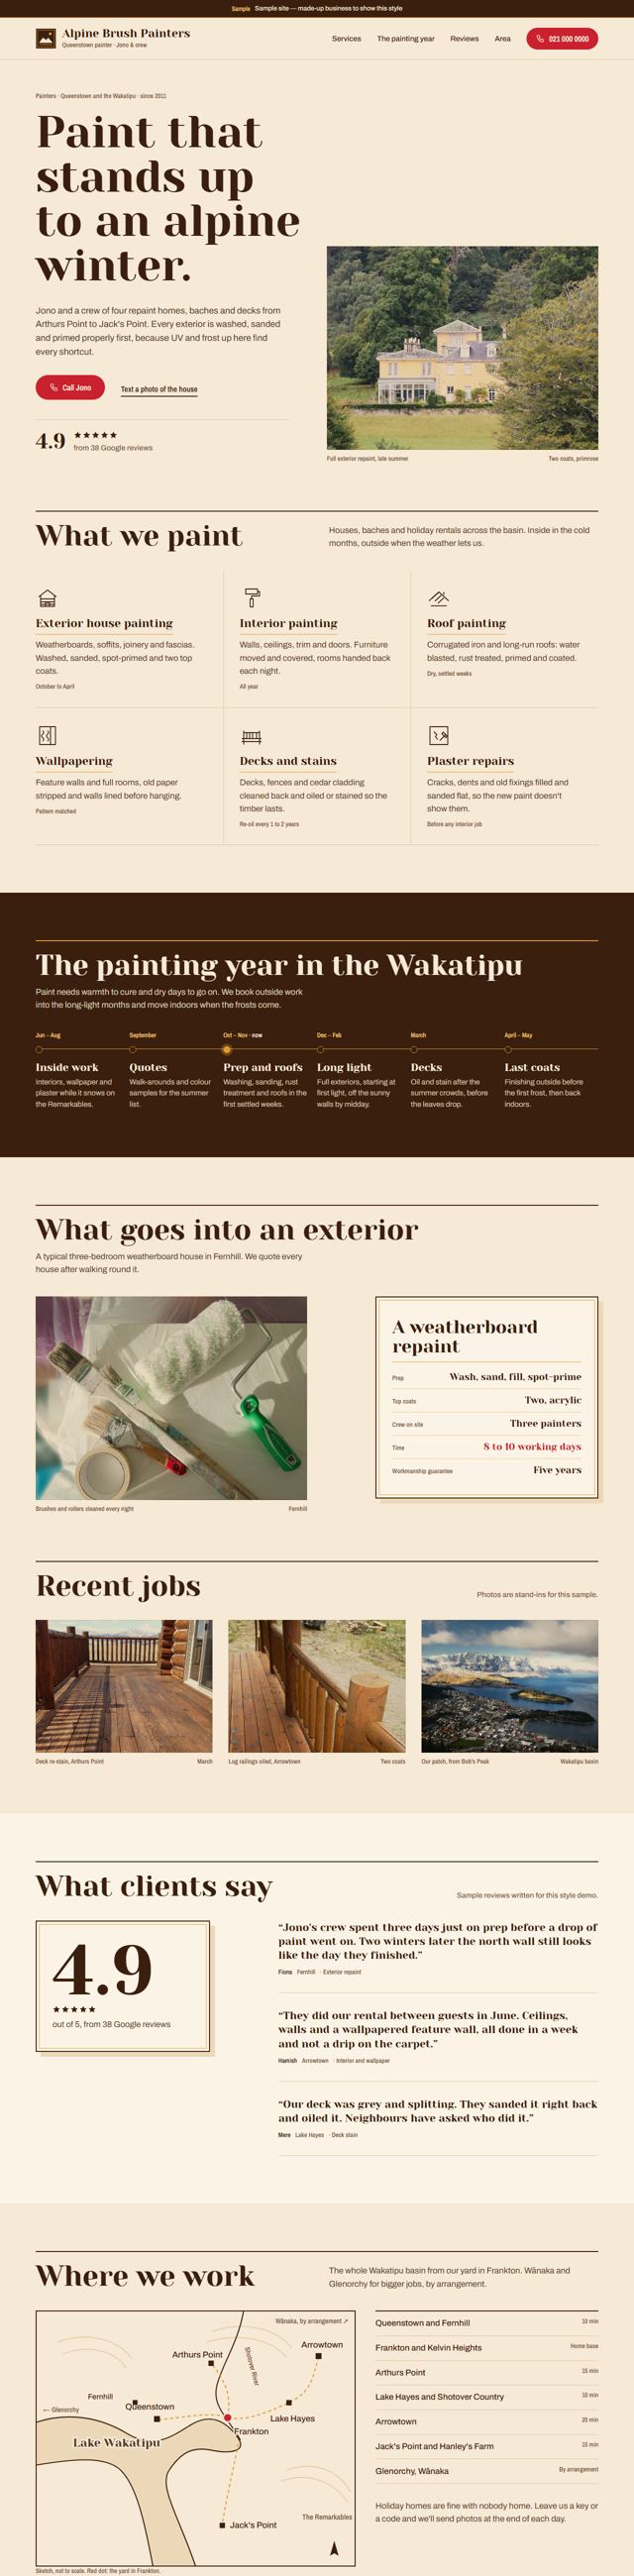 Sample Sample site — made-up business to show this style
Alpine Brush Painters
Queenstown painter · Jono & crew
Services
The painting year
Reviews
Area
021 000 0000
Painters · Queenstown and the Wakatipu · since 2011
Paint that
stands up
to an alpine
winter.
Jono and a crew of four repaint homes, baches and decks from
Arthurs Point to Jack's Point. Every exterior is washed, sanded
and primed properly first, because UV and frost up here find
every shortcut.
Call Jono
Text a photo of the house
4.9
★★★★★
from 38 Google reviews
Full exterior repaint, late summer
Two coats, primrose
What we paint
Houses, baches and holiday rentals across the basin. Inside in the cold
months, outside when the weather lets us.
Exterior house painting
Weatherboards, soffits, joinery and fascias.
Washed, sanded, spot-primed and two top
coats.
October to April
Interior painting
Walls, ceilings, trim and doors. Furniture
moved and covered, rooms handed back
each night.
All year
Roof painting
Corrugated iron and long-run roofs: water
blasted, rust treated, primed and coated.
Dry, settled weeks
Wallpapering
Feature walls and full rooms, old paper
stripped and walls lined before hanging.
Pattern matched
Decks and stains
Decks, fences and cedar cladding
cleaned back and oiled or stained so the
timber lasts.
Re-oil every 1 to 2 years
Plaster repairs
Cracks, dents and old fixings filled and
sanded flat, so the new paint doesn't
show them.
Before any interior job
The painting year in the Wakatipu
Paint needs warmth to cure and dry days to go on. We book outside work
into the long-light months and move indoors when the frosts come.
Jun – Aug
Inside work
Interiors, wallpaper and
plaster while it snows on
the Remarkables.
September
Quotes
Walk-arounds and colour
samples for the summer
list.
Oct – Nov · now
Prep and roofs
Washing, sanding, rust
treatment and roofs in the
first settled weeks.
Dec – Feb
Long light
Full exteriors, starting at
first light, off the sunny
walls by midday.
March
Decks
Oil and stain after the
summer crowds, before
the leaves drop.
April – May
Last coats
Finishing outside before
the first frost, then back
indoors.
What goes into an exterior
A typical three-bedroom weatherboard house in Fernhill. We quote every
house after walking round it.
Brushes and rollers cleaned every night
Fernhill
A weatherboard
repaint
Prep Wash, sand, fill, spot-prime
Top coats Two, acrylic
Crew on site Three painters
Time 8 to 10 working days
Workmanship guarantee Five years
Recent jobs
Photos are stand-ins for this sample.
Deck re-stain, Arthurs Point
March
Log railings oiled, Arrowtown
Two coats
Our patch, from Bob's Peak
Wakatipu basin
What clients say
Sample reviews written for this style demo.
4.9
★★★★★
out of 5, from 38 Google reviews
“Jono's crew spent three days just on prep before a drop of
paint went on. Two winters later the north wall still looks
like the day they finished.”
Fiona Fernhill · Exterior repaint
“They did our rental between guests in June. Ceilings,
walls and a wallpapered feature wall, all done in a week
and not a drip on the carpet.”
Hamish Arrowtown · Interior and wallpaper
“Our deck was grey and splitting. They sanded it right back
and oiled it. Neighbours have asked who did it.”
Mere Lake Hayes · Deck stain
Where we work
The whole Wakatipu basin from our yard in Frankton. Wānaka and
Glenorchy for bigger jobs, by arrangement.
Wānaka, by arrangement ↗
Arrowtown
Arthurs Point
Shotover River
Fernhill
Queenstown
← Glenorchy
Lake Hayes
Frankton
Lake Wakatipu
The Remarkables
Jack's Point
Sketch, not to scale. Red dot: the yard in Frankton.
Queenstown and Fernhill 10 min
Frankton and Kelvin Heights Home base
Arthurs Point 15 min
Lake Hayes and Shotover Country 10 min
Arrowtown 20 min
Jack's Point and Hanley's Farm 15 min
Glenorchy, Wānaka By arrangement
Holiday homes are fine with nobody home. Leave us a key or
a code and we'll send photos at the end of each day.